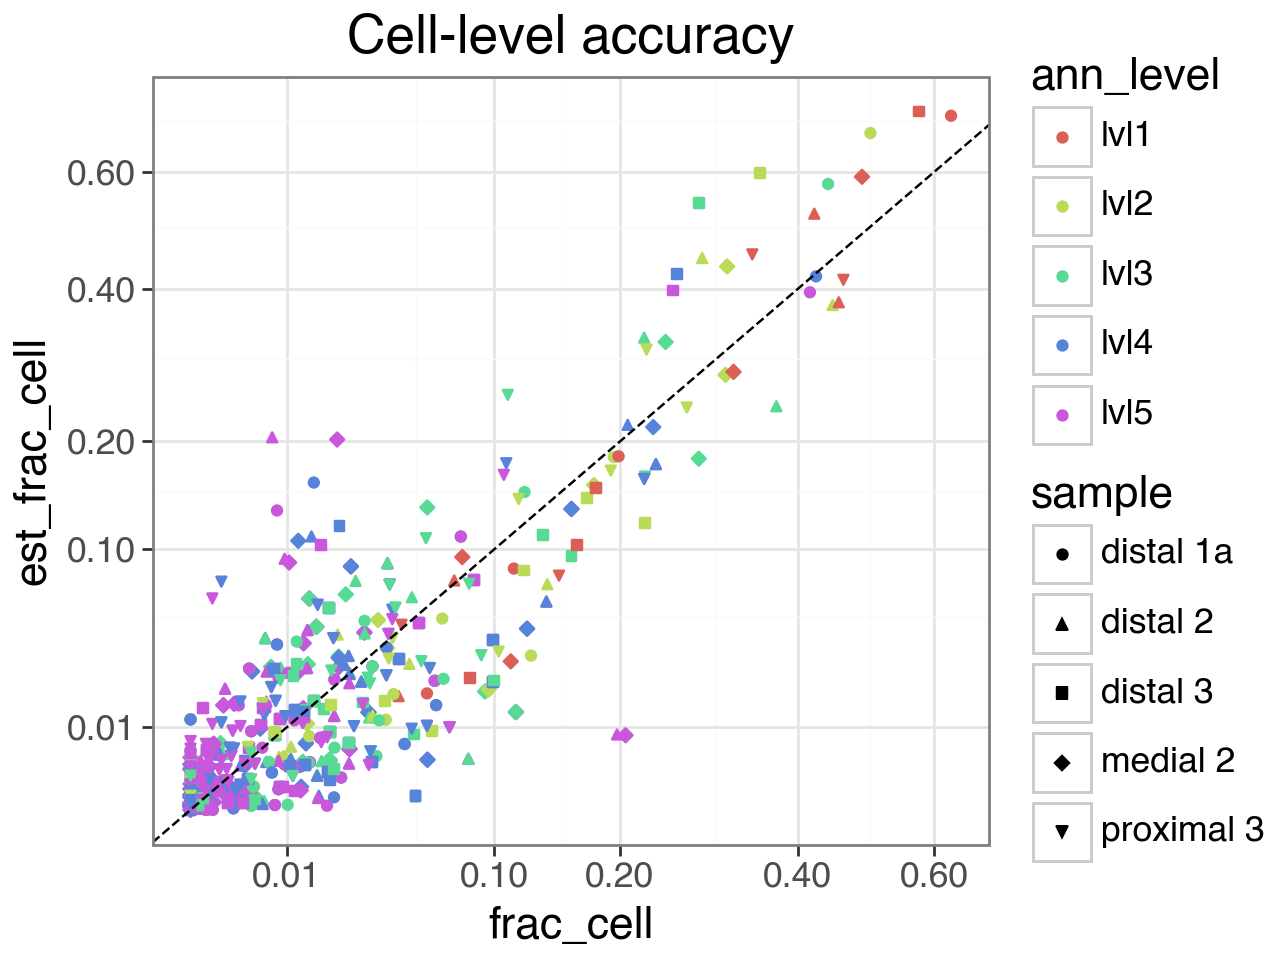 Cell-level accuracy
ann_level
lvl1
lvl2
lvl3
lvl4
lvl5
sample
distal 1a
distal 2
distal 3
medial 2
proximal 3
est_frac_cell
0.60
0.40
0.20
0.10
0.01
0.01 0.10 0.20 0.40 0.60
frac_cell